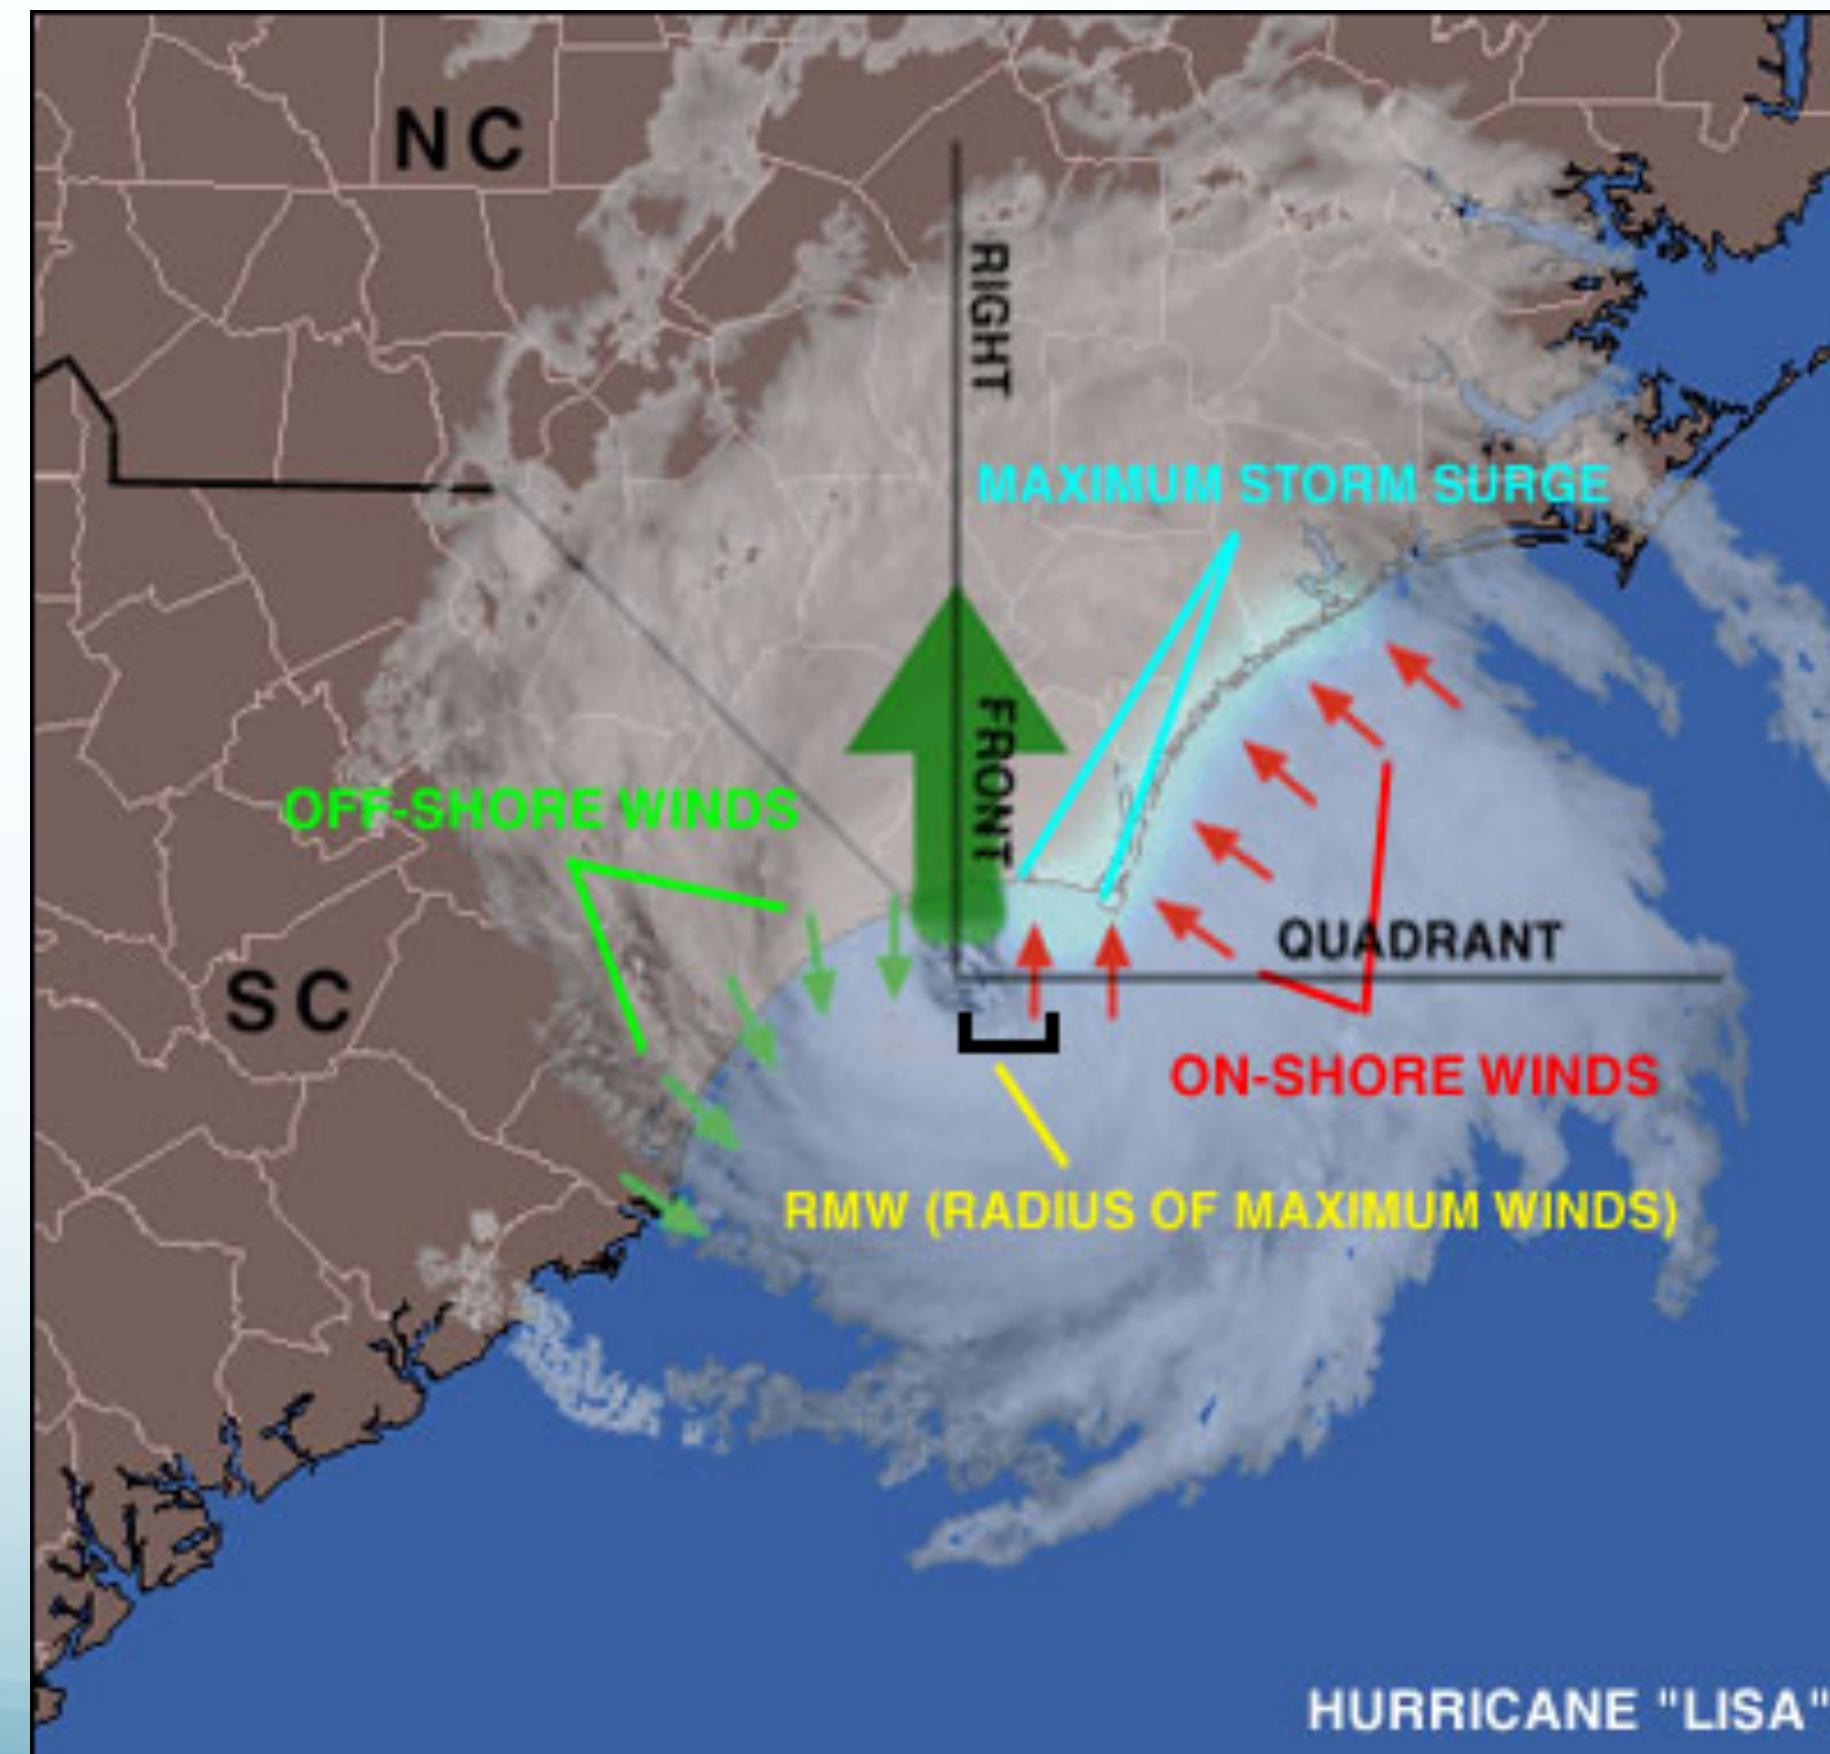 NC
RIGHT
MAXIMUM STORM SURGE
FRONT
OFF-SHORE WINDS
QUADRANT
SC
ON-SHORE WINDS
RMW (RADIUS OF MAXIMUM WINDS)
HURRICANE "LISA"